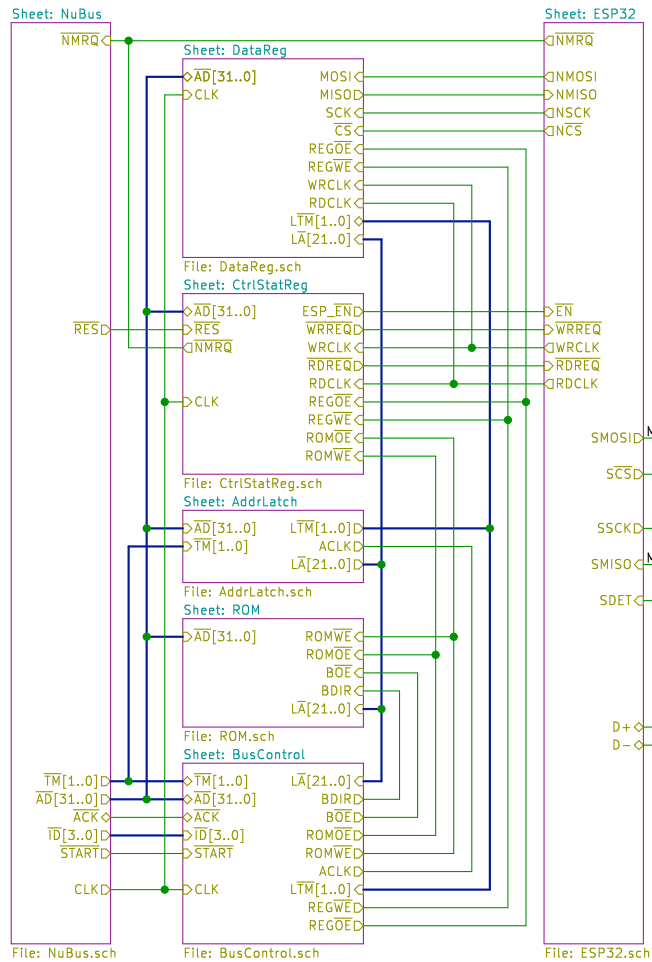 Sheet: NuBus
NMRQ
RES
TM[1..0]
AD[31..0]
ACK
ID[3..0]
START
CLK
File: NuBus.sch
Sheet: DataReg
AD[31..0]
CLK
MOSI
MISO
SCK
CS
REGOE
REGWE
WRCLK
RDCLK
LTM[1..0]
LA[21..0]
File: DataReg.sch
Sheet: CtrlStatReg
AD[31..0]
RES
NMRQ
CLK
ESP_EN
WRREQ
WRCLK
RDREQ
RDCLK
REGOE
REGWE
ROMOE
ROMWE
File: CtrlStatReg.sch
Sheet: AddrLatch
AD[31..0]
TM[1..0]
LTM[1..0]
ACLK
LA[21..0]
File: AddrLatch.sch
Sheet: ROM
AD[31..0]
ROMWE
ROMOE
BOE
BDIR
LA[21..0]
File: ROM.sch
Sheet: BusControl
TM[1..0]
AD[31..0]
ACK
ID[3..0]
START
CLK
LA[21..0]
BDIR
BOE
ROMOE
ROMWE
ACLK
LTM[1..0]
REGWE
REGOE
File: BusControl.sch
Sheet: ESP32
NMRQ
NMOSI
NMISO
NSCK
NCS
EN
WRREQ
WRCLK
RDREQ
RDCLK
SMOSI
SCS
SSCK
SMISO
SDET
D+
D-
File: ESP32.sch